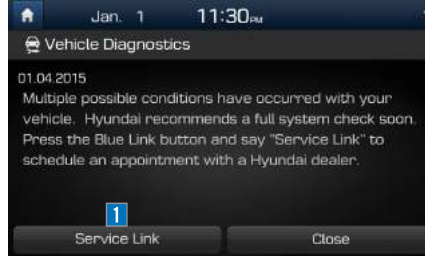 Jan. 1 11:30 PM
Vehicle Diagnostics
01.04.2015
Multiple possible conditions have occurred with your
vehicle. Hyundai recommends a full system check soon.
Press the Blue Link button and say "Service Link" to
schedule an appointment with a Hyundai dealer.
1
Service Link Close